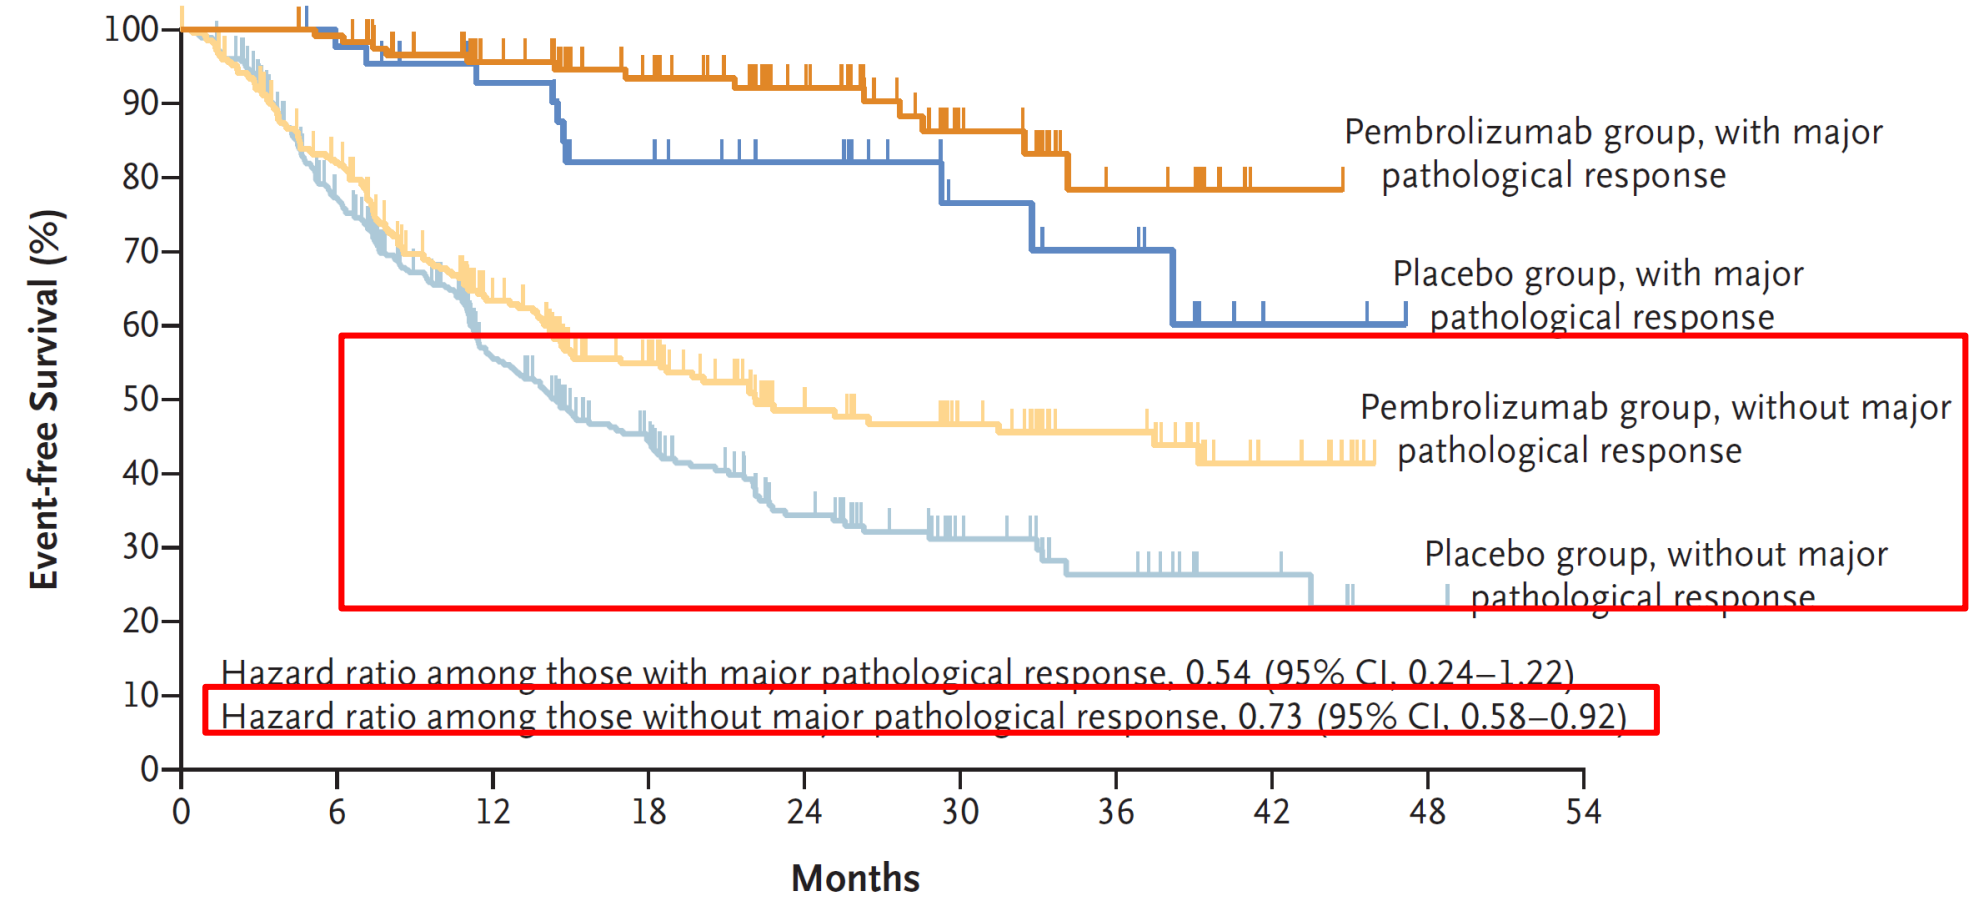 100
90
80
70
60
50
40
30
20
10
0
Event-free Survival (%)
Pembrolizumab group, with major
pathological response
Placebo group, with major
pathological response
Pembrolizumab group, without major
pathological response
Placebo group, without major
pathological response
Hazard ratio among those with major pathological response, 0.54 (95% CI, 0.24–1.22)
Hazard ratio among those without major pathological response, 0.73 (95% CI, 0.58–0.92)
0 6 12 18 24 30 36 42 48 54
Months